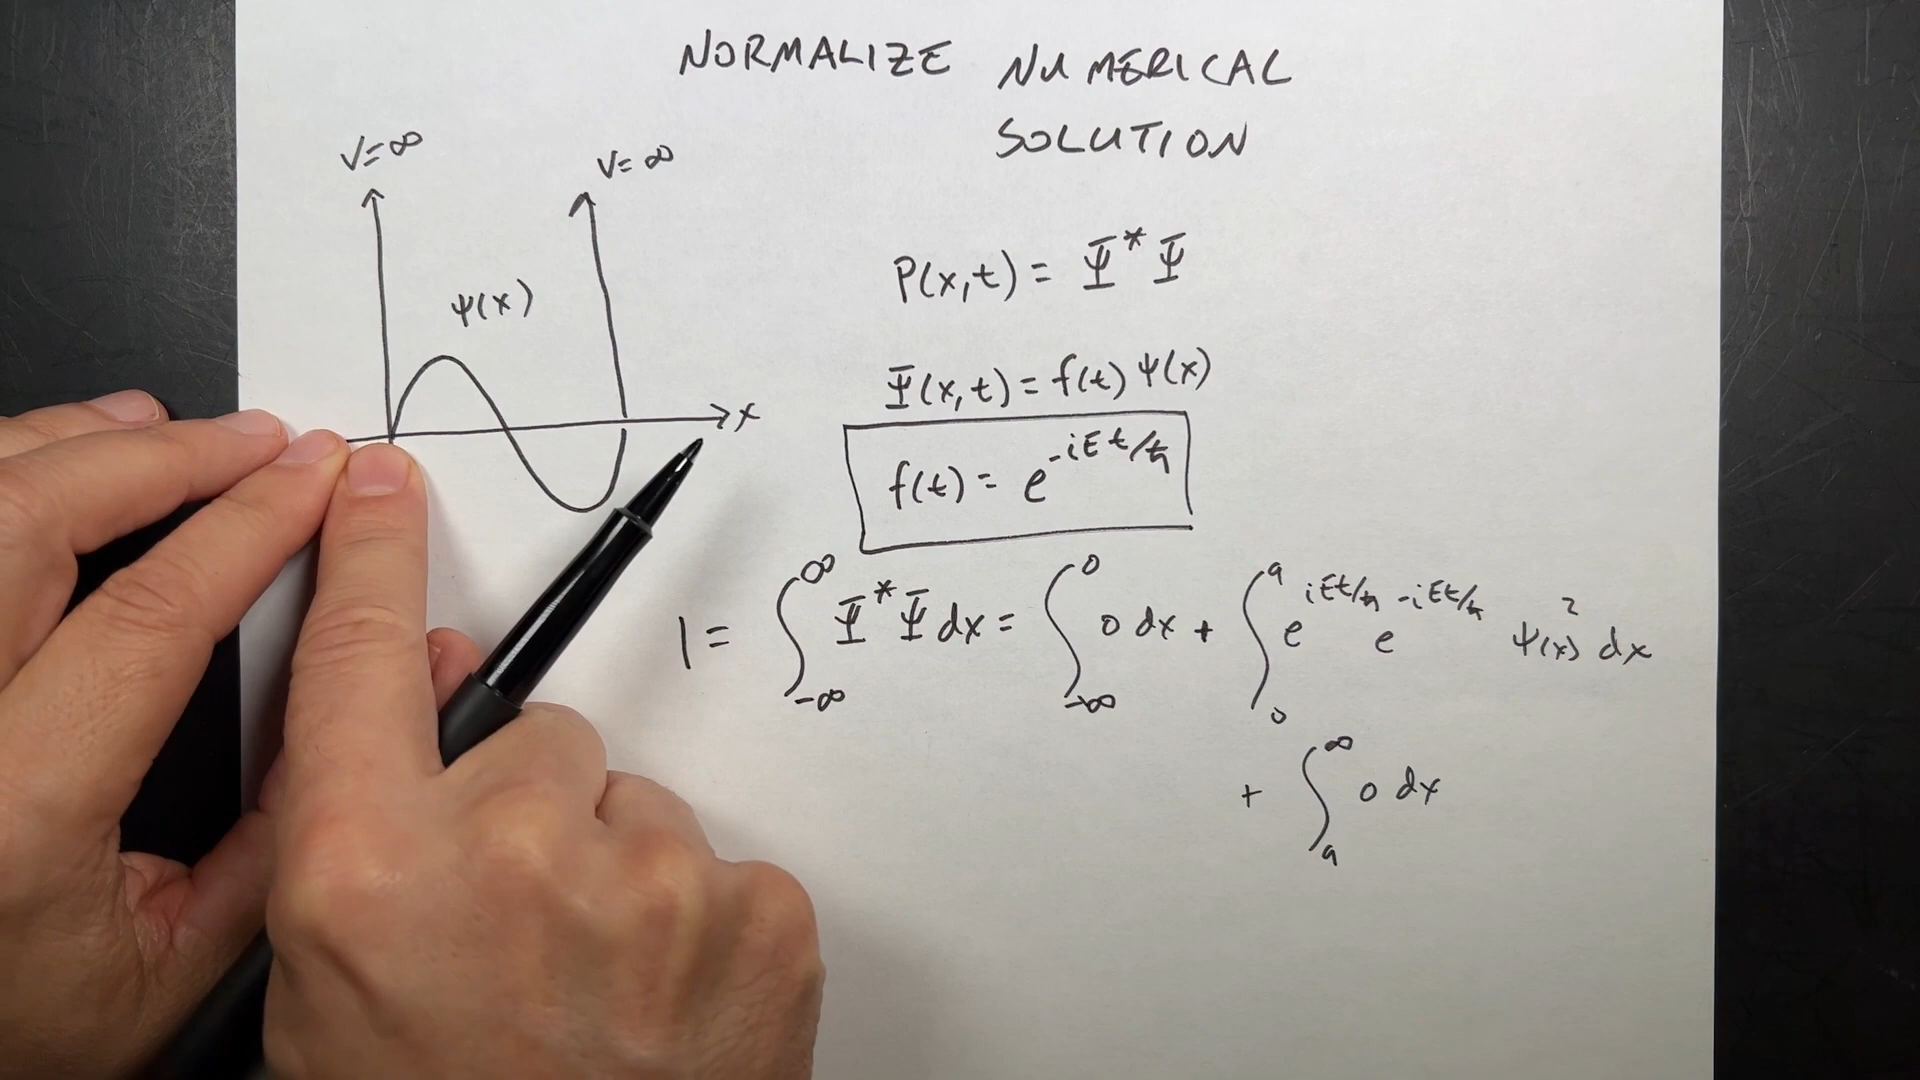 NORMALIZE NUMERICAL
SOLUTION
V=∞
V=∞
ψ(x)
x
P(x,t) = Ψ*Ψ
Ψ(x,t) = f(t) ψ(x)
f(t) = e^{-iEt/ħ}
1 = ∫_{-∞}^{∞} Ψ*Ψ dx = ∫_{-∞}^{0} 0 dx + ∫_{0}^{a} e^{iEt/ħ} e^{-iEt/ħ} ψ(x)² dx
+ ∫_{a}^{∞} 0 dx